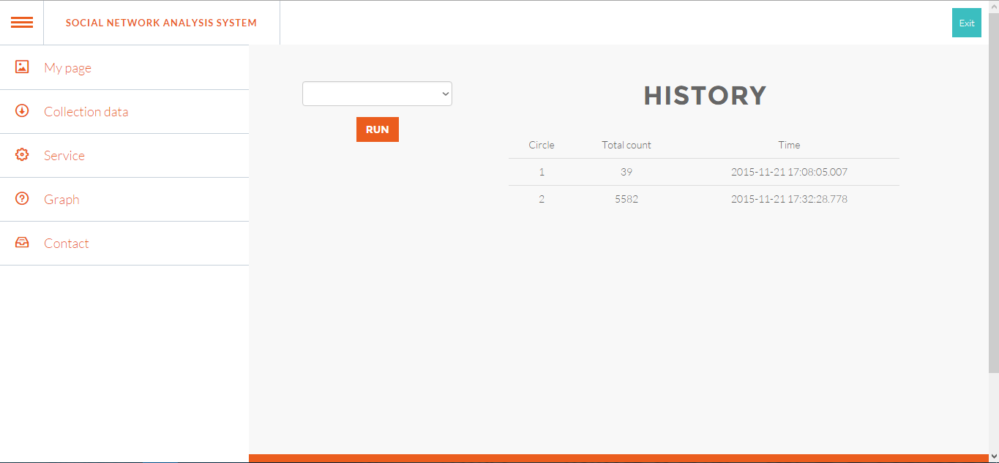 SOCIAL NETWORK ANALYSIS SYSTEM
Exit
My page
Collection data
Service
Graph
Contact
RUN
HISTORY
Circle Total count Time
1 39 2015-11-21 17:08:05.007
2 5582 2015-11-21 17:32:28.778